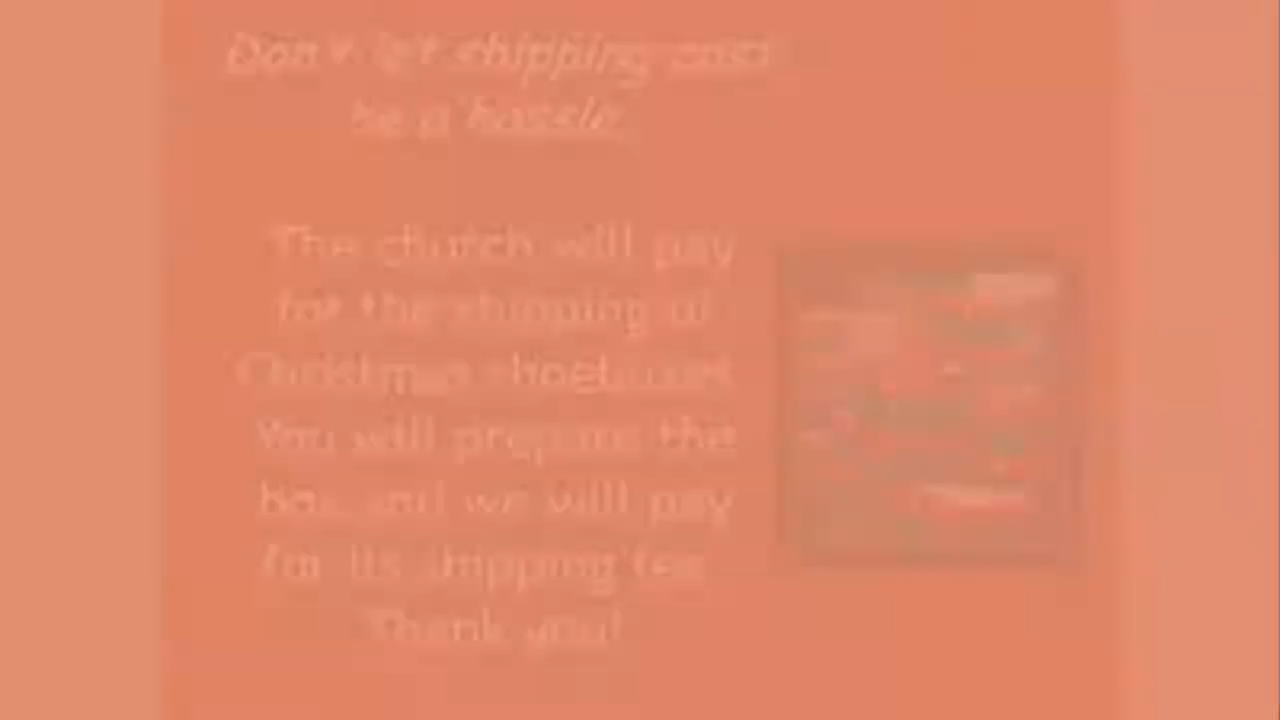 Don't let shipping cost
be a hassle.
The church will pay
for the shipping of
Christmas shoeboxes.
You will prepare the
box and we will pay
for its shipping fee.
Thank you!